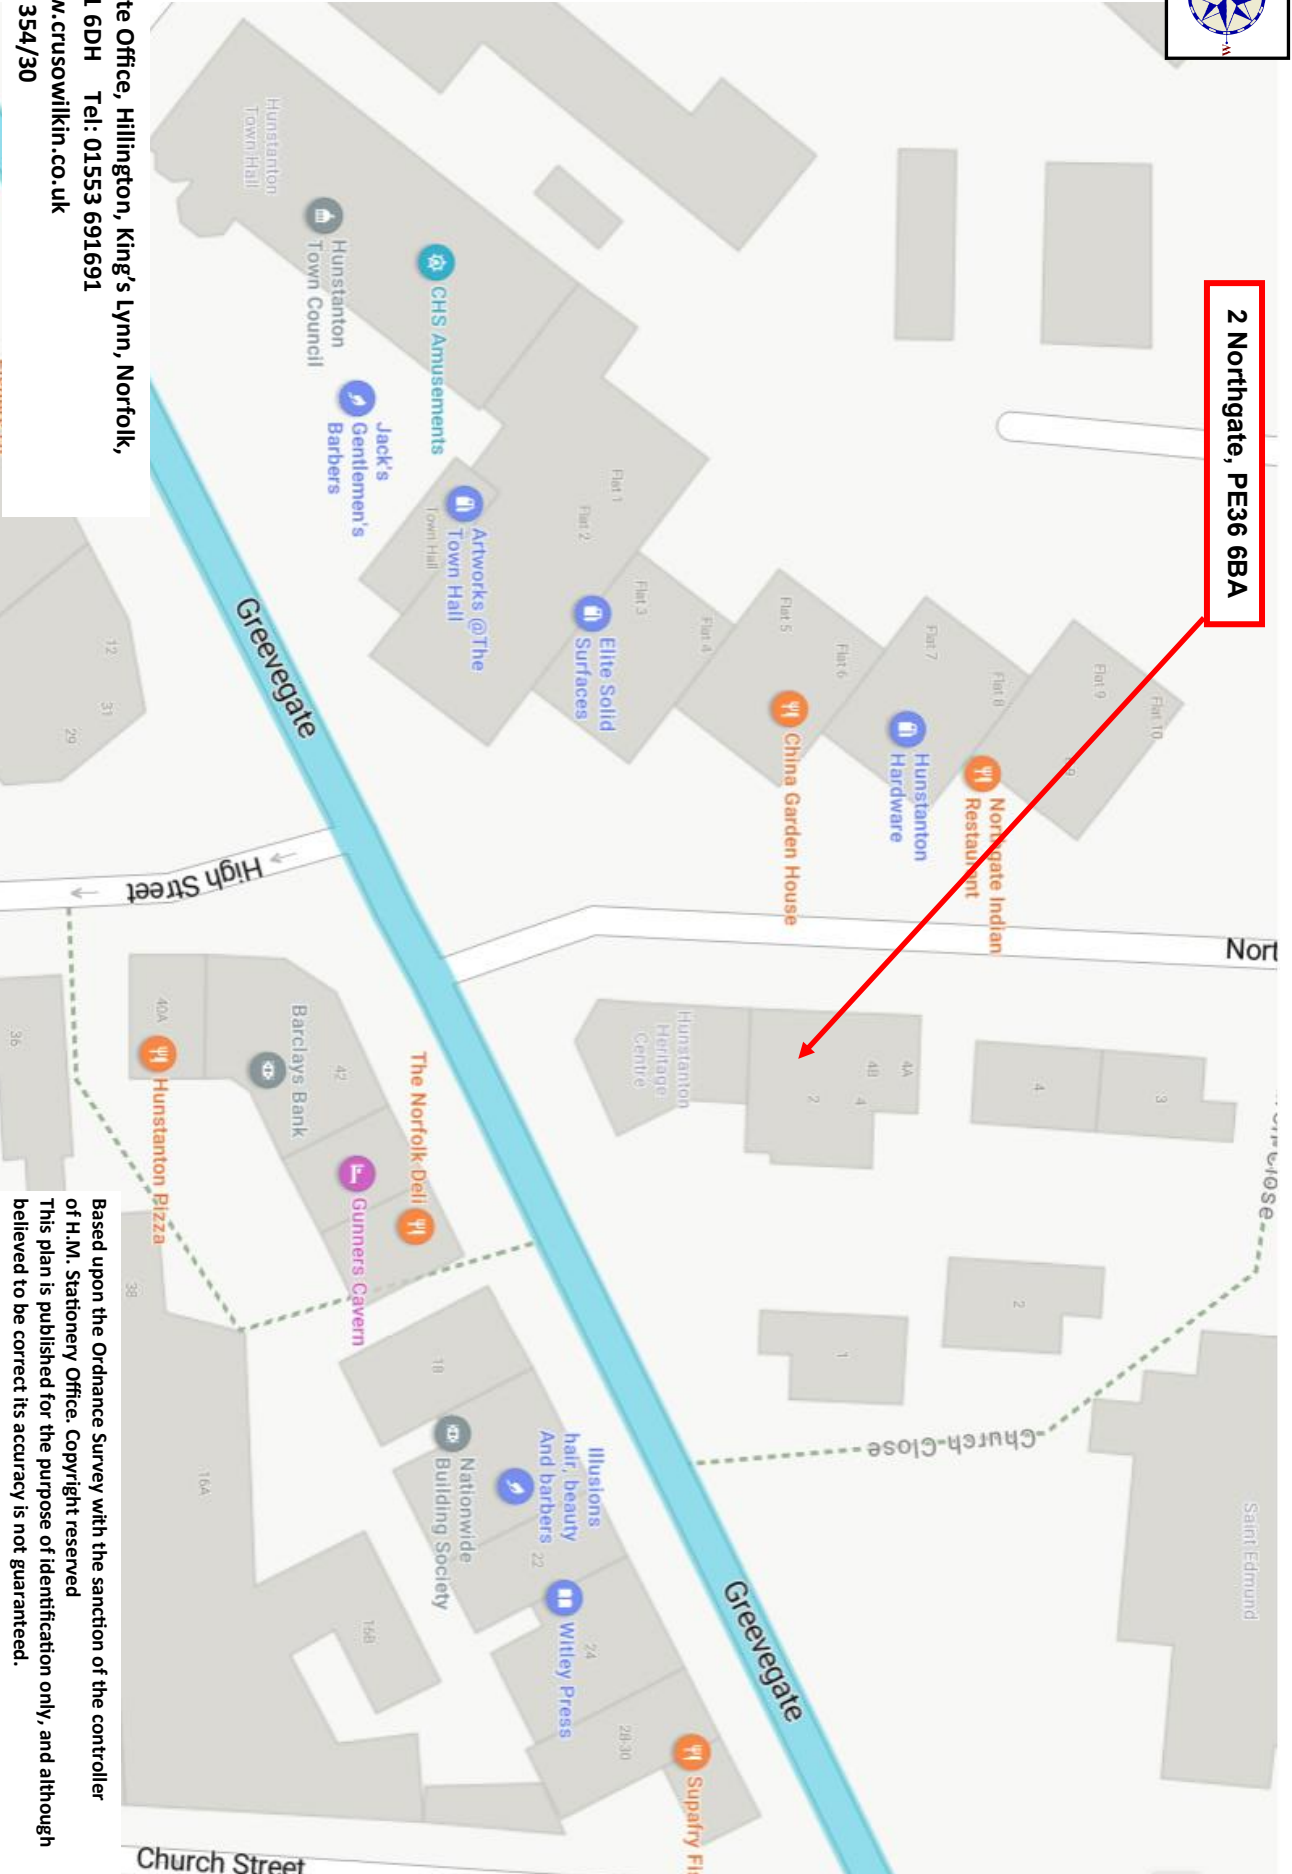 W
2 Northgate, PE36 6BA
Hunstanton
Town Hall
Hunstanton
Town Council
CHS Amusements
Jack's
Gentlemen's
Barbers
Artworks @The
Town Hall
Town Hall
Flat 1
Flat 2
Flat 3
Flat 4
Flat 5
Flat 6
Flat 7
Flat 8
Flat 9
Flat 10
Elite Solid
Surfaces
China Garden House
Hunstanton
Hardware
Northgate Indian
Restaurant
Nort
Greevegate
High Street
12
31
29
Hunstanton
Heritage
Centre
2
4
4B
4A
4
3
2
1
Close
Church Close
Saint Edmund
40A
36
38
Hunstanton Pizza
Barclays Bank
42
The Norfolk Deli
Gunners Cavern
18
Nationwide
Building Society
Illusions
hair, beauty
And barbers
22
Witley Press
24
28-30
16A
16B
Supafry Fis
Greevegate
Church Street
te Office, Hillington, King's Lynn, Norfolk,
1 6DH Tel: 01553 691691
w.crusowilkin.co.uk
354/30
Based upon the Ordnance Survey with the sanction of the controller
of H.M. Stationery Office. Copyright reserved
This plan is published for the purpose of identification only, and although
believed to be correct its accuracy is not guaranteed.